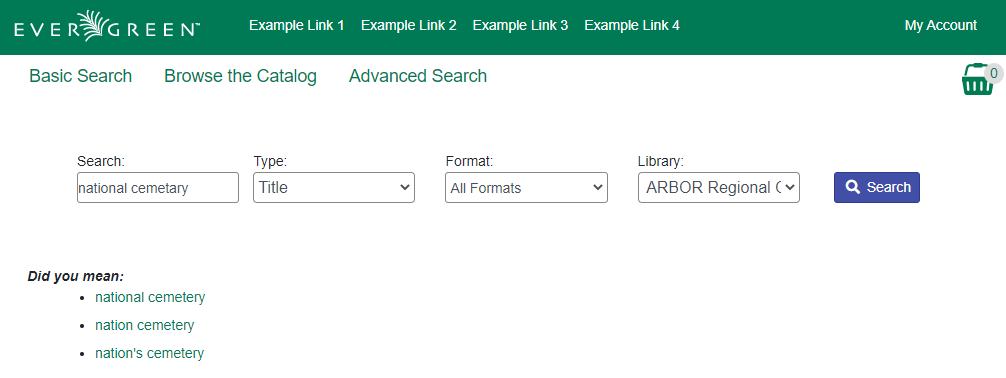 EVERGREEN™ Example Link 1 Example Link 2 Example Link 3 Example Link 4 My Account
Basic Search Browse the Catalog Advanced Search 0
Search: Type: Format: Library:
national cemetary Title All Formats ARBOR Regional C Search
Did you mean:
• national cemetery
• nation cemetery
• nation's cemetery